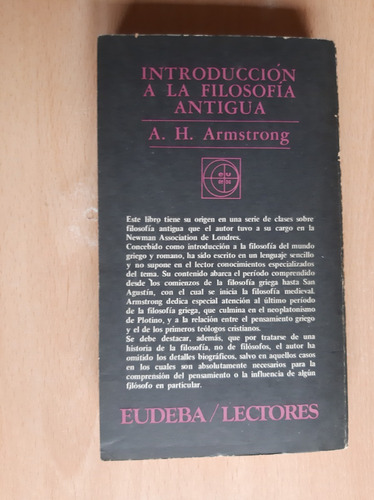 INTRODUCCIÓN
A LA FILOSOFÍA
ANTIGUA
A. H. Armstrong
Este libro tiene su origen en una serie de clases sobre
filosofía antigua que el autor tuvo a su cargo en la
Newman Association de Londres.
Concebido como introducción a la filosofía del mundo
griego y romano, ha sido escrito en un lenguaje sencillo
y no supone en el lector conocimientos especializados
del tema. Su contenido abarca el período comprendido
desde los comienzos de la filosofía griega hasta San
Agustín, con el cual se inicia la filosofía medieval.
Armstrong dedica especial atención al último período
de la filosofía griega, que culmina en el neoplatonismo
de Plotino, y a la relación entre el pensamiento griego
y el de los primeros teólogos cristianos.
Se debe destacar, además, que por tratarse de una
historia de la filosofía, no de filósofos, el autor ha
omitido los detalles biográficos, salvo en aquellos casos
en los cuales son absolutamente necesarios para la
comprensión del pensamiento o la influencia de algún
filósofo en particular.
EUDEBA/LECTORES